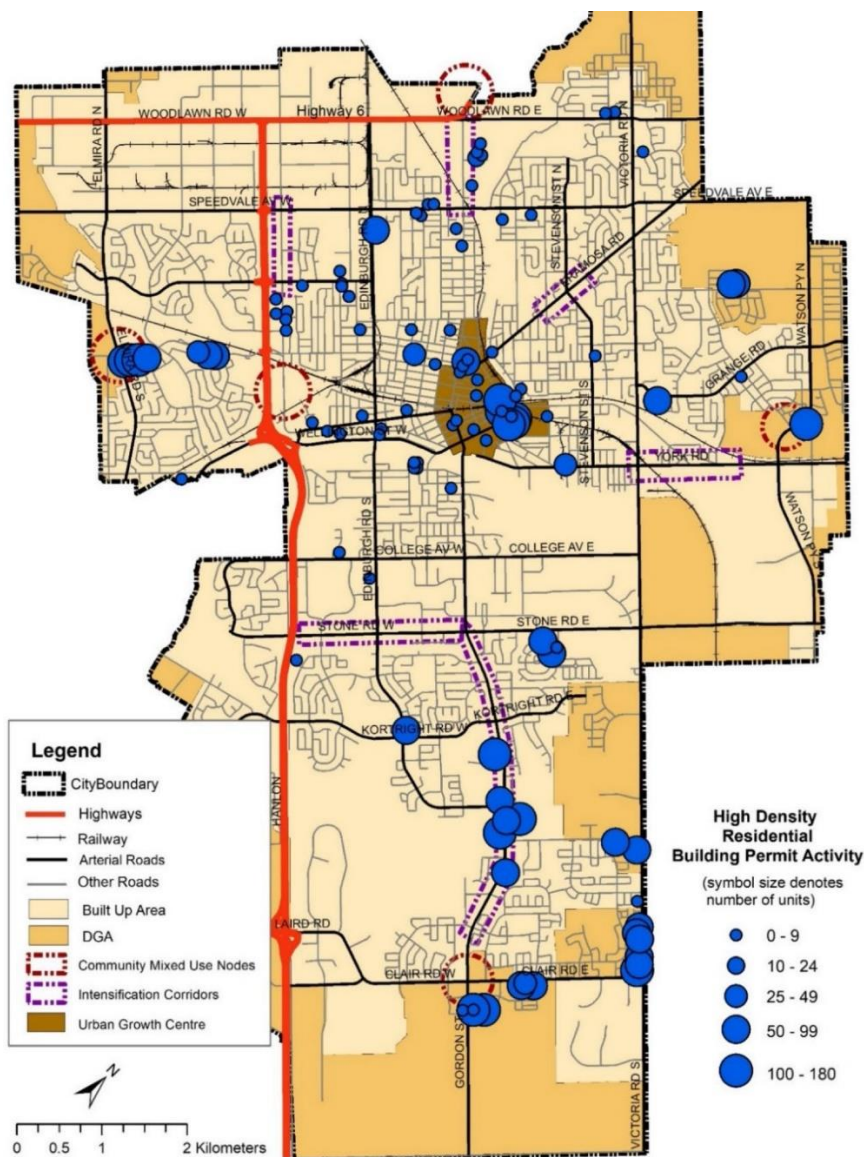 WOODLAWN RD W
Highway 6
WOODLAWN RD E
ELMIRA RD N
VICTORIA RD N
SPEEDVALE AV W
SPEEDVALE AV E
EDINBURGH RD N
STEVENSON ST N
ERAMOSA RD
WATSON PY N
GRANGE RD
WELLINGTON ST W
STEVENSON ST S
YORK RD
WATSON PY S
EDINBURGH RD S
COLLEGE AV W
COLLEGE AV E
STONE RD W
STONE RD E
KORTRIGHT RD W
KORTRIGHT RD E
HANLON
LAIRD RD
CLAIR RD W
CLAIR RD E
GORDON ST
VICTORIA RD S
Legend
CityBoundary
Highways
Railway
Arterial Roads
Other Roads
Built Up Area
DGA
Community Mixed Use Nodes
Intensification Corridors
Urban Growth Centre
N
0 0.5 1 2 Kilometers
High Density
Residential
Building Permit Activity
(symbol size denotes
number of units)
0 - 9
10 - 24
25 - 49
50 - 99
100 - 180